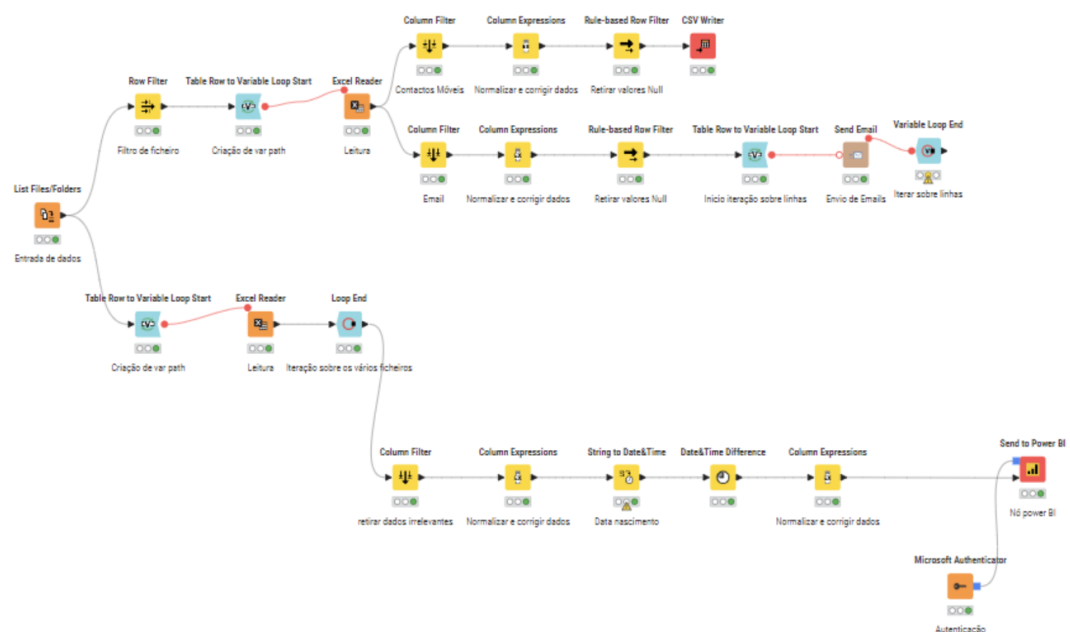 Column Filter
Column Expressions
Rule-based Row Filter
CSV Writer
Contactos Móveis
Normalizar e corrigir dados
Retirar valores Null
Row Filter
Table Row to Variable Loop Start
Excel Reader
Filtro de ficheiro
Criação de var path
Leitura
Column Filter
Column Expressions
Rule-based Row Filter
Table Row to Variable Loop Start
Send Email
Variable Loop End
Email
Normalizar e corrigir dados
Retirar valores Null
Inicio iteração sobre linhas
Envio de Emails
Iterar sobre linhas
List Files/Folders
Entrada de dados
Table Row to Variable Loop Start
Excel Reader
Loop End
Criação de var path
Leitura
Iteração sobre os vários ficheiros
Column Filter
Column Expressions
String to Date&Time
Date&Time Difference
Column Expressions
Send to Power BI
retirar dados irrelevantes
Normalizar e corrigir dados
Data nascimento
Normalizar e corrigir dados
Nó power BI
Microsoft Authenticator
Autenticação